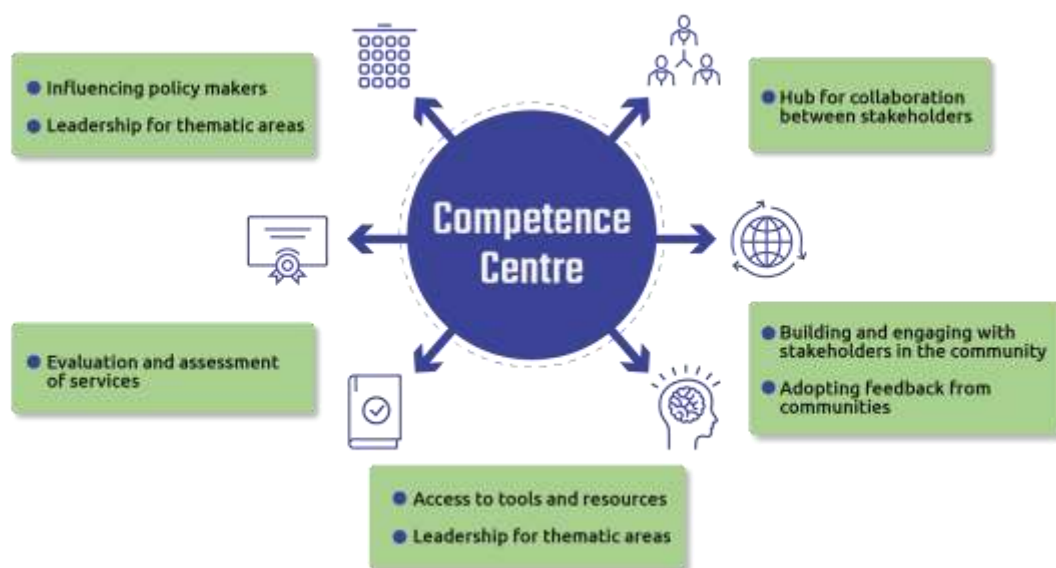 Influencing policy makers
Leadership for thematic areas
Hub for collaboration
between stakeholders
Competence
Centre
Evaluation and assessment
of services
Building and engaging with
stakeholders in the community
Adopting feedback from
communities
Access to tools and resources
Leadership for thematic areas